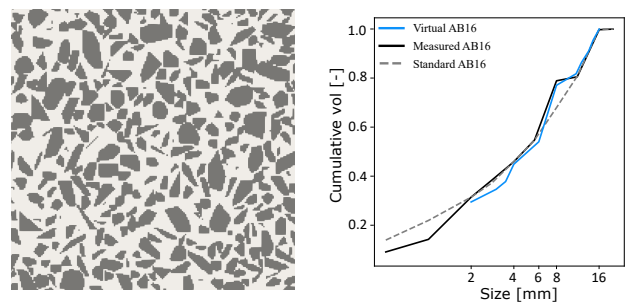 Virtual AB16
Measured AB16
Standard AB16
Cumulative vol [-]
1.0
0.8
0.6
0.4
0.2
2 4 6 8 16
Size [mm]